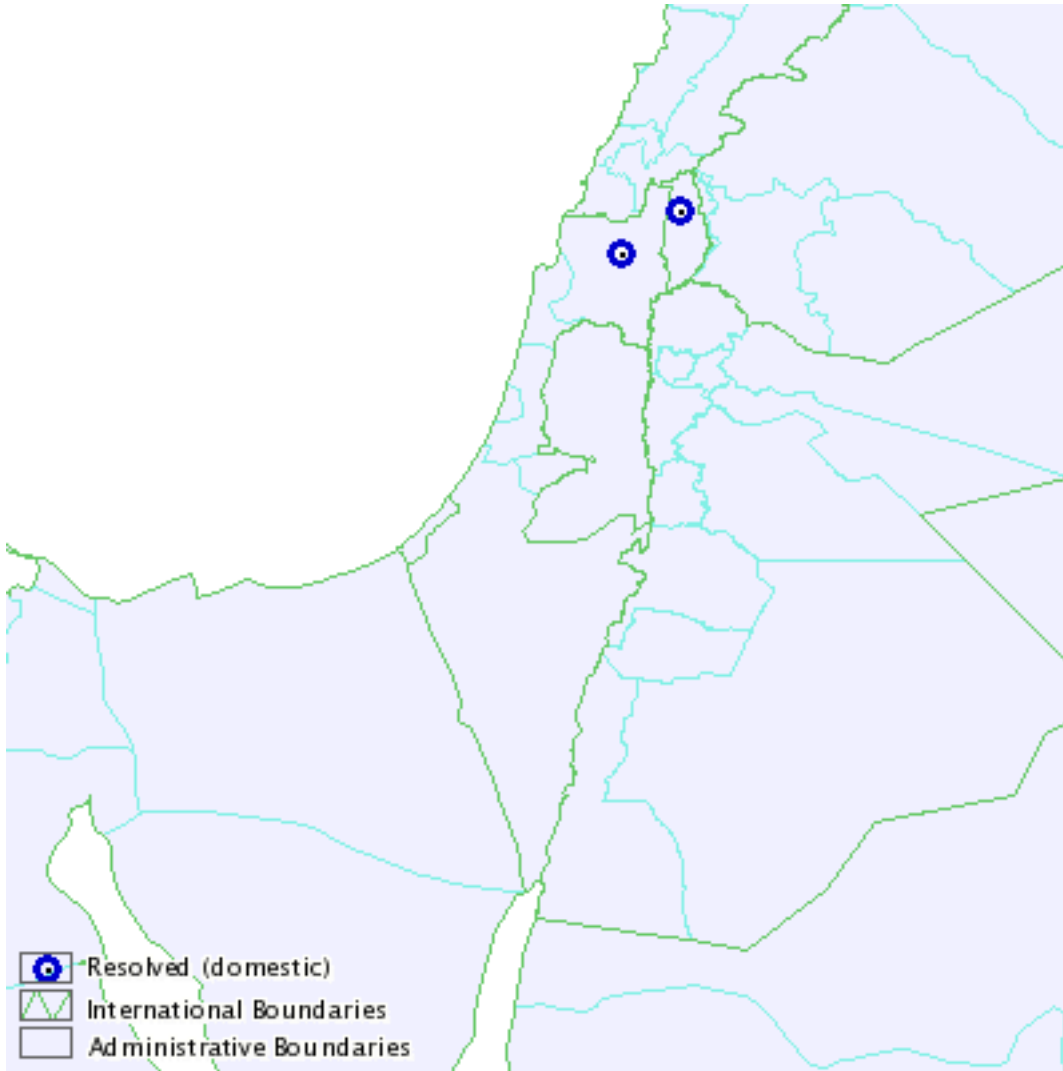 Resolved (domestic)
International Boundaries
Administrative Boundaries